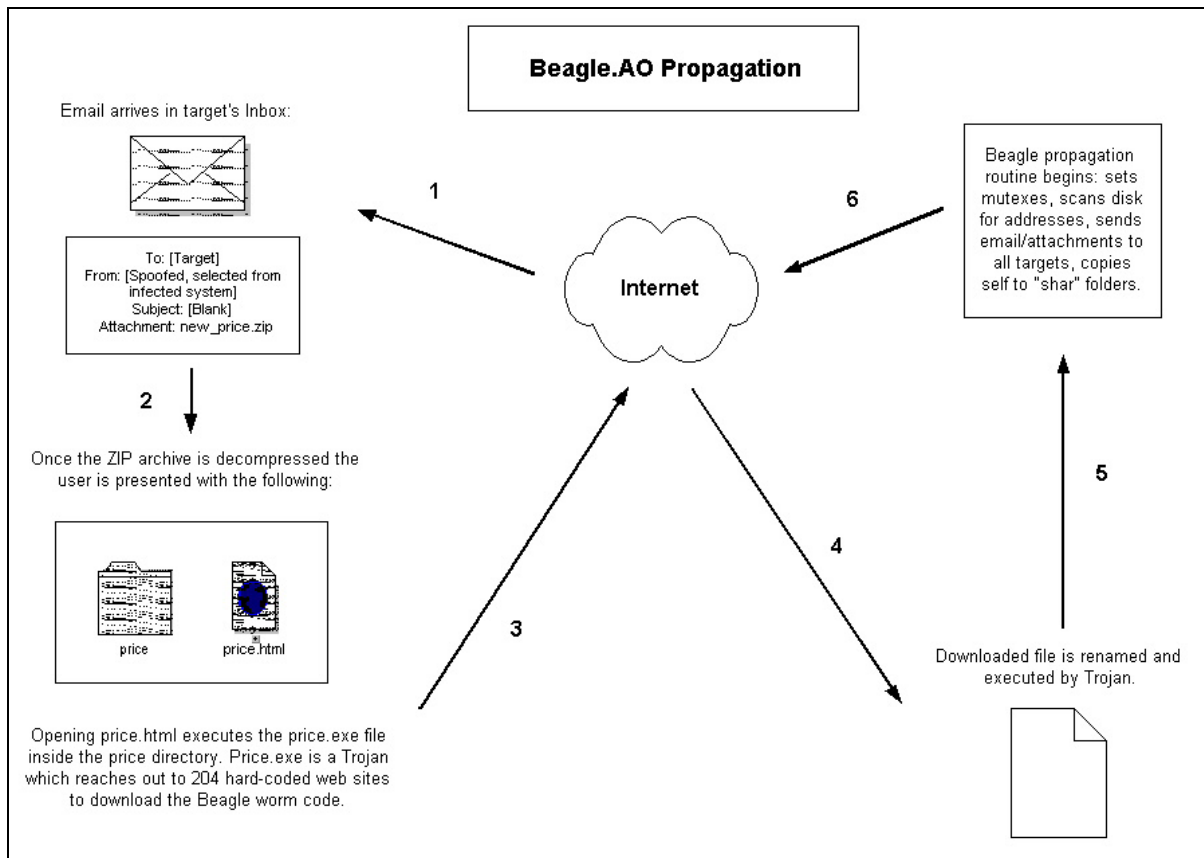 Beagle.AO Propagation
Email arrives in target's Inbox:
1
To: [Target]
From: [Spoofed, selected from
infected system]
Subject: [Blank]
Attachment: new_price.zip
2
Once the ZIP archive is decompressed the
user is presented with the following:
price
price.html
Opening price.html executes the price.exe file
inside the price directory. Price.exe is a Trojan
which reaches out to 204 hard-coded web sites
to download the Beagle worm code.
3
Internet
4
Downloaded file is renamed and
executed by Trojan.
5
Beagle propagation
routine begins: sets
mutexes, scans disk
for addresses, sends
email/attachments to
all targets, copies
self to "shar" folders.
6